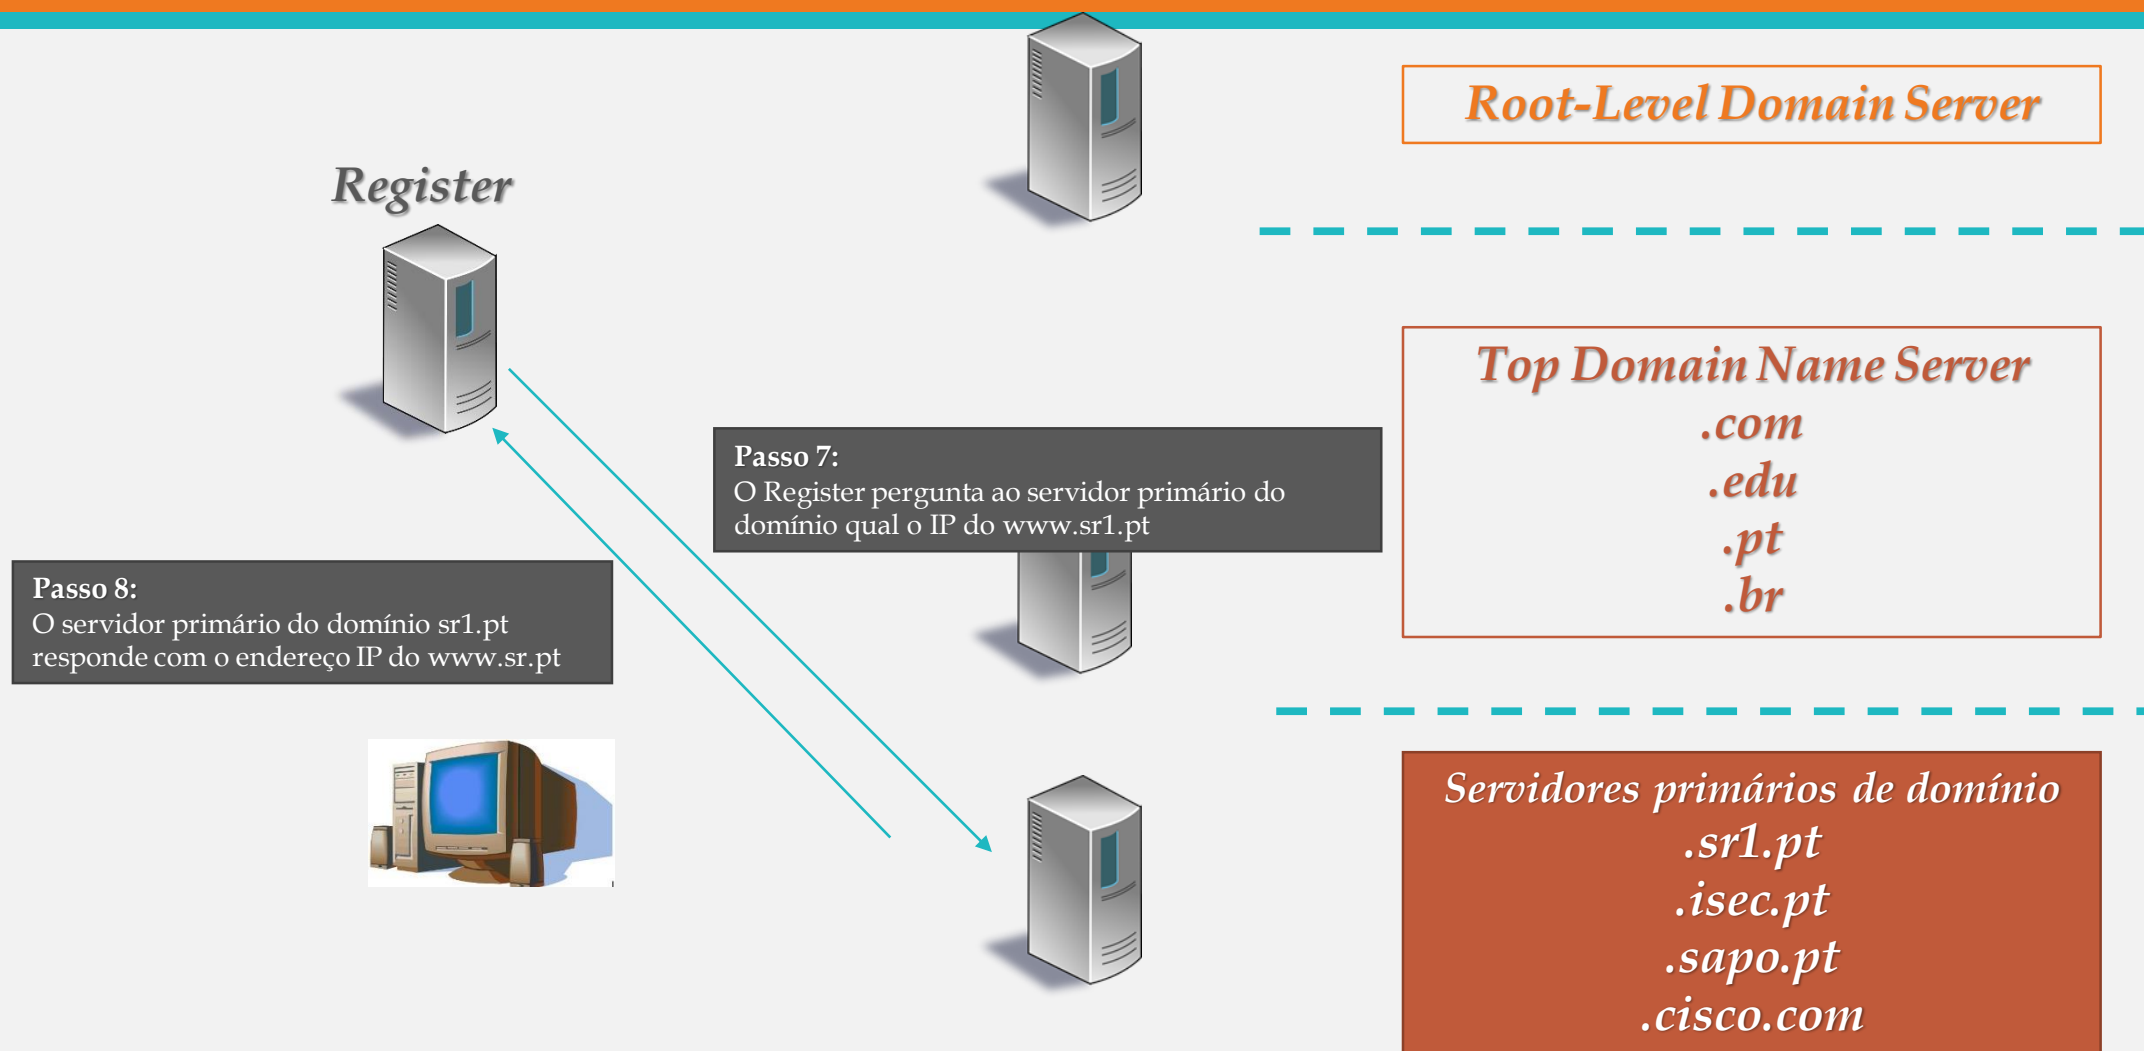 Root-Level Domain Server
Register
Top Domain Name Server
.com
.edu
.pt
.br
Passo 7:
O Register pergunta ao servidor primário do
domínio qual o IP do www.sr1.pt
Passo 8:
O servidor primário do domínio sr1.pt
responde com o endereço IP do www.sr.pt
Servidores primários de domínio
.sr1.pt
.isec.pt
.sapo.pt
.cisco.com